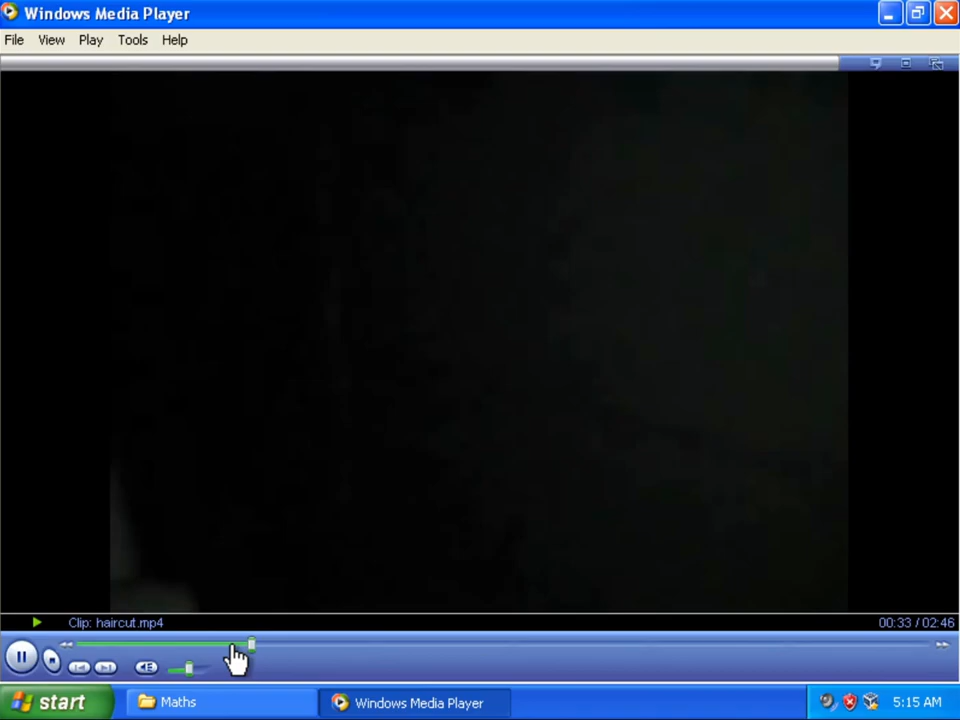 Windows Media Player
File View Play Tools Help
Clip: haircut.mp4 00:33 / 02:46
start Maths Windows Media Player 5:15 AM